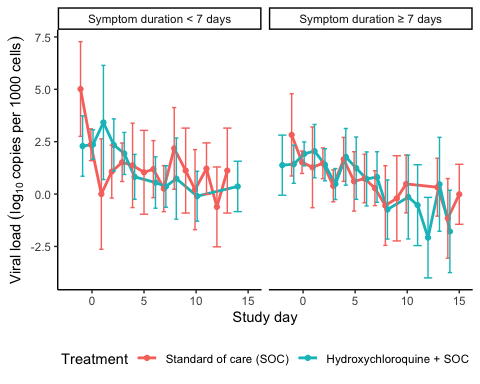 Symptom duration < 7 days
Symptom duration ≥ 7 days
Viral load (log₁₀ copies per 1000 cells)
7.5
5.0
2.5
0.0
-2.5
0 5 10 15
0 5 10 15
Study day
Treatment
Standard of care (SOC)
Hydroxychloroquine + SOC